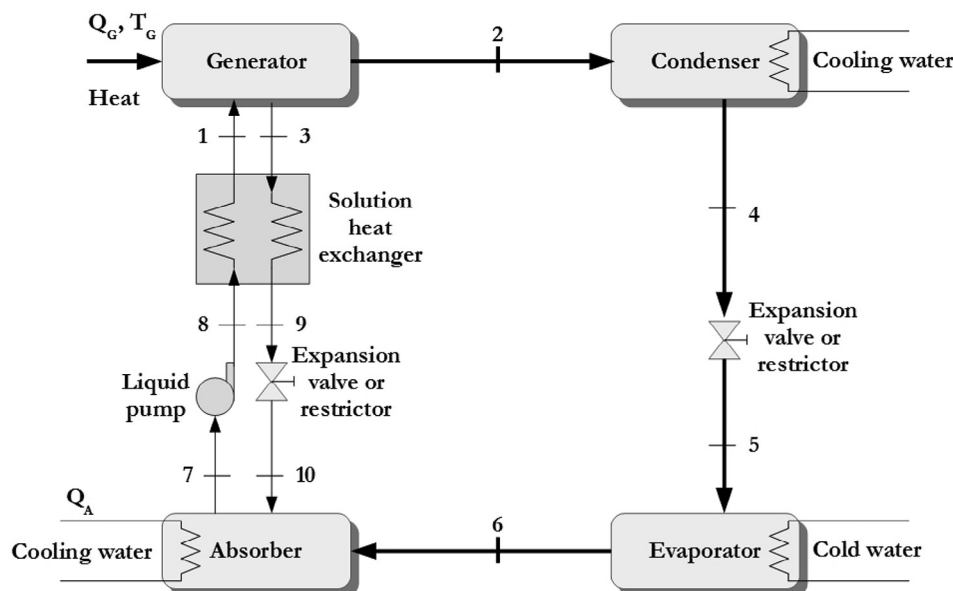 Q_G, T_G
Heat
Generator
2
Condenser
Cooling water
1
3
Solution
heat
exchanger
4
8
9
Expansion
valve or
restrictor
Expansion
valve or
restrictor
Liquid
pump
5
7
10
Q_A
Cooling water
Absorber
6
Evaporator
Cold water